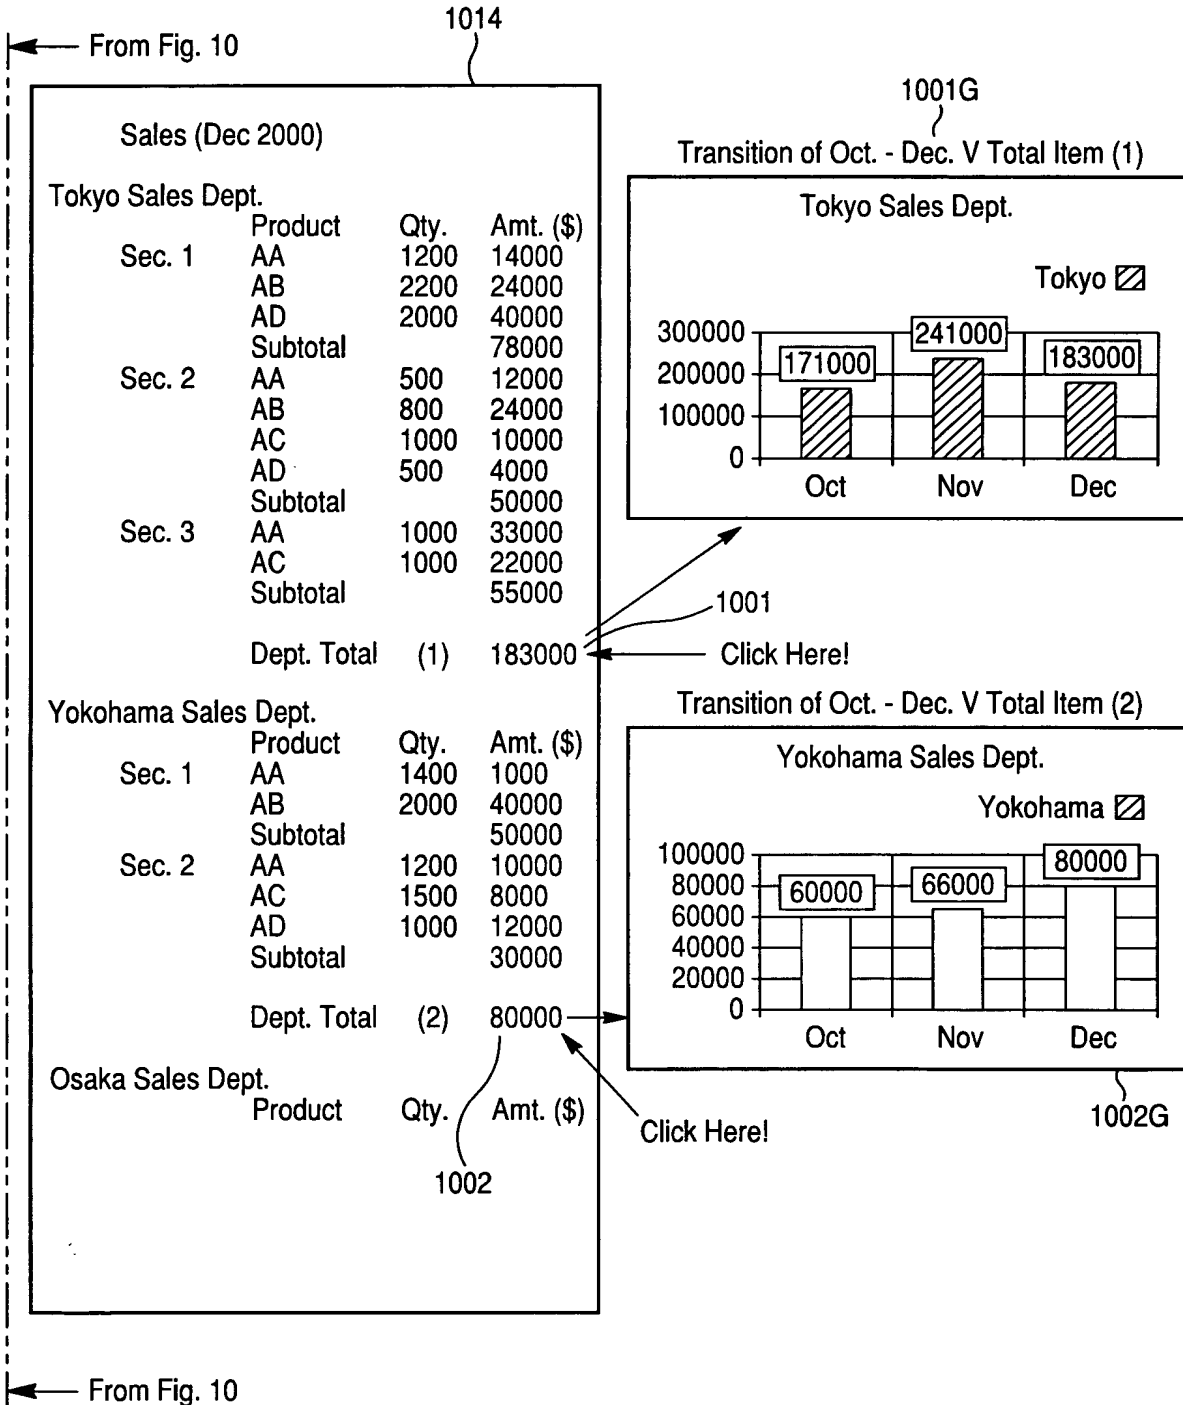 1014
From Fig. 10
Sales (Dec 2000)
Tokyo Sales Dept.
Product Qty. Amt. ($)
Sec. 1 AA 1200 14000
AB 2200 24000
AD 2000 40000
Subtotal 78000
Sec. 2 AA 500 12000
AB 800 24000
AC 1000 10000
AD 500 4000
Subtotal 50000
Sec. 3 AA 1000 33000
AC 1000 22000
Subtotal 55000
Dept. Total (1) 183000
Yokohama Sales Dept.
Product Qty. Amt. ($)
Sec. 1 AA 1400 1000
AB 2000 40000
Subtotal 50000
Sec. 2 AA 1200 10000
AC 1500 8000
AD 1000 12000
Subtotal 30000
Dept. Total (2) 80000
Osaka Sales Dept.
Product Qty. Amt. ($)
1002
1001G
Transition of Oct. - Dec. V Total Item (1)
Tokyo Sales Dept.
Tokyo
300000
200000
100000
0
171000
241000
183000
Oct Nov Dec
1001
Click Here!
Transition of Oct. - Dec. V Total Item (2)
Yokohama Sales Dept.
Yokohama
100000
80000
60000
40000
20000
0
60000
66000
80000
Oct Nov Dec
1002G
Click Here!
From Fig. 10